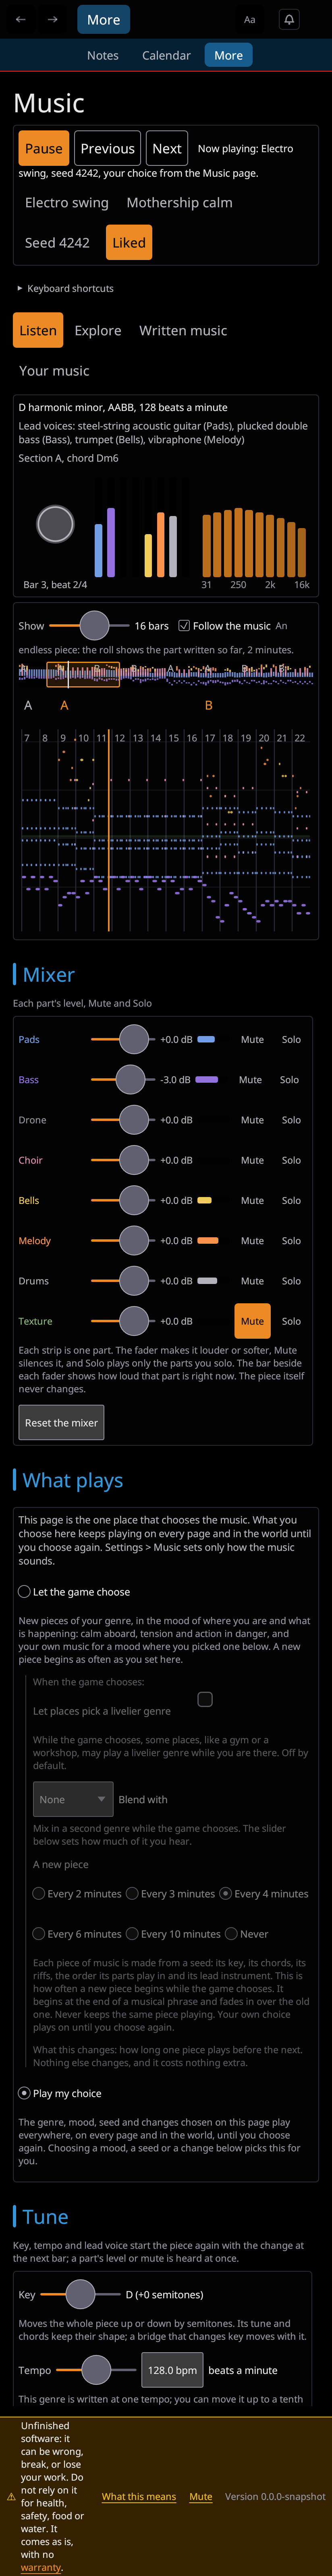 ← → More Aa
Notes Calendar More
Music
Pause Previous Next Now playing: Electro
swing, seed 4242, your choice from the Music page.
Electro swing Mothership calm
Seed 4242 Liked
▸ Keyboard shortcuts
Listen Explore Written music
Your music
D harmonic minor, AABB, 128 beats a minute
Lead voices: steel-string acoustic guitar (Pads), plucked double
bass (Bass), trumpet (Bells), vibraphone (Melody)
Section A, chord Dm6
Bar 3, beat 2/4 31 250 2k 16k
Show 16 bars Follow the music An
endless piece: the roll shows the part written so far, 2 minutes.
A A B
7 8 9 10 11 12 13 14 15 16 17 18 19 20 21 22
Mixer
Each part's level, Mute and Solo
Pads +0.0 dB Mute Solo
Bass -3.0 dB Mute Solo
Drone +0.0 dB Mute Solo
Choir +0.0 dB Mute Solo
Bells +0.0 dB Mute Solo
Melody +0.0 dB Mute Solo
Drums +0.0 dB Mute Solo
Texture +0.0 dB Mute Solo
Each strip is one part. The fader makes it louder or softer, Mute
silences it, and Solo plays only the parts you solo. The bar beside
each fader shows how loud that part is right now. The piece itself
never changes.
Reset the mixer
What plays
This page is the one place that chooses the music. What you
choose here keeps playing on every page and in the world until
you choose again. Settings > Music sets only how the music
sounds.
Let the game choose
New pieces of your genre, in the mood of where you are and what
is happening: calm aboard, tension and action in danger, and
your own music for a mood where you picked one below. A new
piece begins as often as you set here.
When the game chooses:
Let places pick a livelier genre
While the game chooses, some places, like a gym or a
workshop, may play a livelier genre while you are there. Off by
default.
None Blend with
Mix in a second genre while the game chooses. The slider
below sets how much of it you hear.
A new piece
Every 2 minutes Every 3 minutes Every 4 minutes
Every 6 minutes Every 10 minutes Never
Each piece of music is made from a seed: its key, its chords, its
riffs, the order its parts play in and its lead instrument. This is
how often a new piece begins while the game chooses. It
begins at the end of a musical phrase and fades in over the old
one. Never keeps the same piece playing. Your own choice
plays on until you choose again.
What this changes: how long one piece plays before the next.
Nothing else changes, and it costs nothing extra.
Play my choice
The genre, mood, seed and changes chosen on this page play
everywhere, on every page and in the world, until you choose
again. Choosing a mood, a seed or a change below picks this for
you.
Tune
Key, tempo and lead voice start the piece again with the change at
the next bar; a part's level or mute is heard at once.
Key D (+0 semitones)
Moves the whole piece up or down by semitones. Its tune and
chords keep their shape; a bridge that changes key moves with it.
Tempo 128.0 bpm beats a minute
This genre is written at one tempo; you can move it up to a tenth
⚠ Unfinished
software: it
can be wrong,
break, or lose
your work. Do
not rely on it
for health,
safety, food or
water. It
comes as is,
with no
warranty.
What this means Mute Version 0.0.0-snapshot